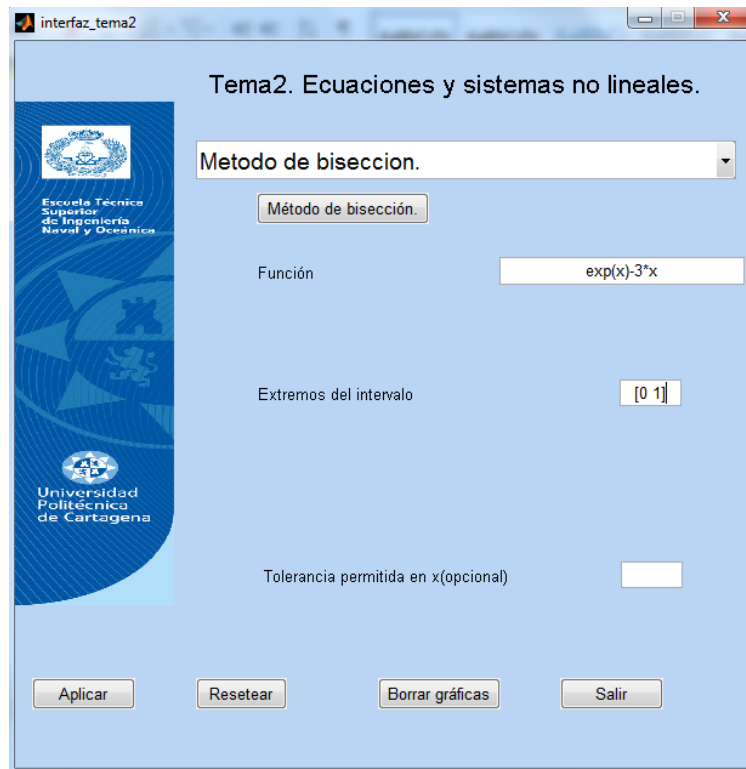 interfaz_tema2
Tema2. Ecuaciones y sistemas no lineales.
Metodo de biseccion.
Escuela Técnica
Superior
de Ingeniería
Naval y Oceánica
Método de bisección.
Función
exp(x)-3*x
Extremos del intervalo
[0 1]
Universidad
Politécnica
de Cartagena
Tolerancia permitida en x(opcional)
Aplicar
Resetear
Borrar gráficas
Salir